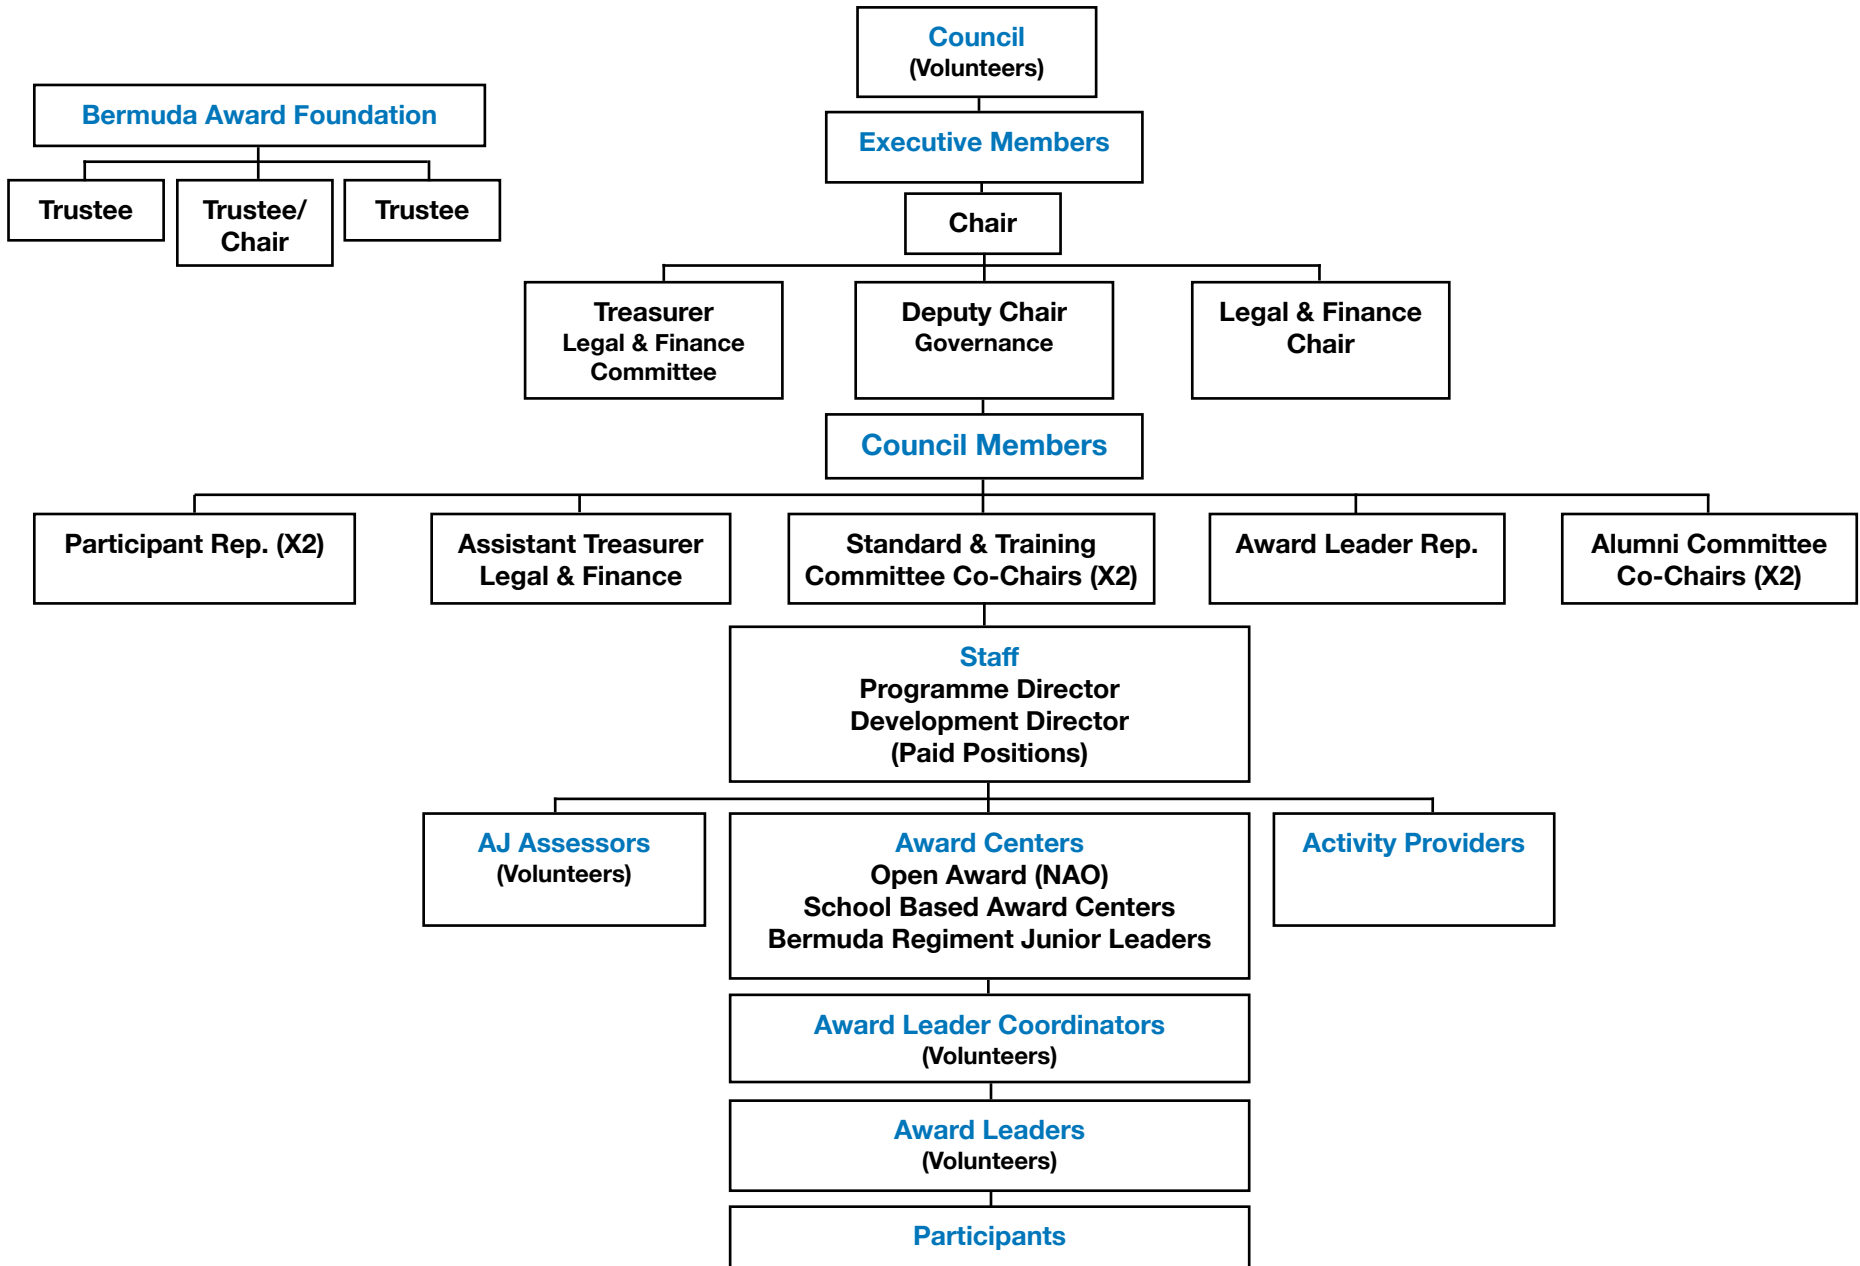 Council
(Volunteers)
Bermuda Award Foundation
Trustee
Trustee/
Chair
Trustee
Executive Members
Chair
Treasurer
Legal & Finance
Committee
Deputy Chair
Governance
Legal & Finance
Chair
Council Members
Participant Rep. (X2)
Assistant Treasurer
Legal & Finance
Standard & Training
Committee Co-Chairs (X2)
Award Leader Rep.
Alumni Committee
Co-Chairs (X2)
Staff
Programme Director
Development Director
(Paid Positions)
AJ Assessors
(Volunteers)
Award Centers
Open Award (NAO)
School Based Award Centers
Bermuda Regiment Junior Leaders
Activity Providers
Award Leader Coordinators
(Volunteers)
Award Leaders
(Volunteers)
Participants